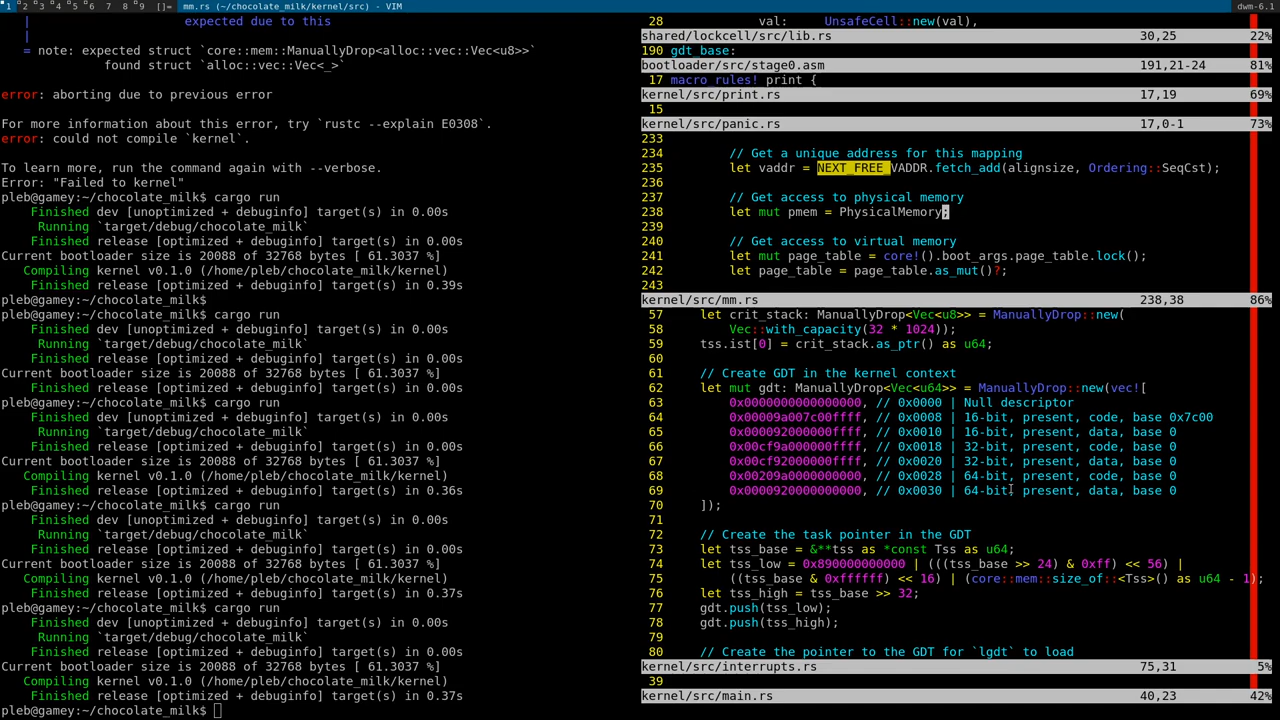 1 2 3 4 5 6 7 8 9 []= mm.rs (~/chocolate_milk/kernel/src) - VIM dwm-6.1
| expected due to this
|
= note: expected struct `core::mem::ManuallyDrop<alloc::vec::Vec<u8>>`
found struct `alloc::vec::Vec<_>`
error: aborting due to previous error
For more information about this error, try `rustc --explain E0308`.
error: could not compile `kernel`.
To learn more, run the command again with --verbose.
Error: "Failed to kernel"
pleb@gamey:~/chocolate_milk$ cargo run
Finished dev [unoptimized + debuginfo] target(s) in 0.00s
Running `target/debug/chocolate_milk`
Finished release [optimized + debuginfo] target(s) in 0.00s
Current bootloader size is 20088 of 32768 bytes [ 61.3037 %]
Compiling kernel v0.1.0 (/home/pleb/chocolate_milk/kernel)
Finished release [optimized + debuginfo] target(s) in 0.39s
pleb@gamey:~/chocolate_milk$
pleb@gamey:~/chocolate_milk$ cargo run
Finished dev [unoptimized + debuginfo] target(s) in 0.00s
Running `target/debug/chocolate_milk`
Finished release [optimized + debuginfo] target(s) in 0.00s
Current bootloader size is 20088 of 32768 bytes [ 61.3037 %]
Finished release [optimized + debuginfo] target(s) in 0.00s
pleb@gamey:~/chocolate_milk$ cargo run
Finished dev [unoptimized + debuginfo] target(s) in 0.00s
Running `target/debug/chocolate_milk`
Finished release [optimized + debuginfo] target(s) in 0.00s
Current bootloader size is 20088 of 32768 bytes [ 61.3037 %]
Compiling kernel v0.1.0 (/home/pleb/chocolate_milk/kernel)
Finished release [optimized + debuginfo] target(s) in 0.36s
pleb@gamey:~/chocolate_milk$ cargo run
Finished dev [unoptimized + debuginfo] target(s) in 0.00s
Running `target/debug/chocolate_milk`
Finished release [optimized + debuginfo] target(s) in 0.00s
Current bootloader size is 20088 of 32768 bytes [ 61.3037 %]
Compiling kernel v0.1.0 (/home/pleb/chocolate_milk/kernel)
Finished release [optimized + debuginfo] target(s) in 0.37s
pleb@gamey:~/chocolate_milk$ cargo run
Finished dev [unoptimized + debuginfo] target(s) in 0.00s
Running `target/debug/chocolate_milk`
Finished release [optimized + debuginfo] target(s) in 0.00s
Current bootloader size is 20088 of 32768 bytes [ 61.3037 %]
Compiling kernel v0.1.0 (/home/pleb/chocolate_milk/kernel)
Finished release [optimized + debuginfo] target(s) in 0.37s
pleb@gamey:~/chocolate_milk$
28 val: UnsafeCell::new(val),
shared/lockcell/src/lib.rs 30,25 22%
190 gdt_base:
bootloader/src/stage0.asm 191,21-24 81%
17 macro_rules! print {
kernel/src/print.rs 17,19 69%
15
kernel/src/panic.rs 17,0-1 73%
233
234 // Get a unique address for this mapping
235 let vaddr = NEXT_FREE_VADDR.fetch_add(alignsize, Ordering::SeqCst);
236
237 // Get access to physical memory
238 let mut pmem = PhysicalMemory;
239
240 // Get access to virtual memory
241 let mut page_table = core!().boot_args.page_table.lock();
242 let page_table = page_table.as_mut()?;
243
kernel/src/mm.rs 238,38 86%
57 let crit_stack: ManuallyDrop<Vec<u8>> = ManuallyDrop::new(
58 Vec::with_capacity(32 * 1024));
59 tss.ist[0] = crit_stack.as_ptr() as u64;
60
61 // Create GDT in the kernel context
62 let mut gdt: ManuallyDrop<Vec<u64>> = ManuallyDrop::new(vec![
63 0x0000000000000000, // 0x0000 | Null descriptor
64 0x00009a007c00ffff, // 0x0008 | 16-bit, present, code, base 0x7c00
65 0x000092000000ffff, // 0x0010 | 16-bit, present, data, base 0
66 0x00cf9a000000ffff, // 0x0018 | 32-bit, present, code, base 0
67 0x00cf92000000ffff, // 0x0020 | 32-bit, present, data, base 0
68 0x00209a0000000000, // 0x0028 | 64-bit, present, code, base 0
69 0x0000920000000000, // 0x0030 | 64-bit, present, data, base 0
70 ]);
71
72 // Create the task pointer in the GDT
73 let tss_base = &**tss as *const Tss as u64;
74 let tss_low = 0x890000000000 | (((tss_base >> 24) & 0xff) << 56) |
75 ((tss_base & 0xffffff) << 16) | (core::mem::size_of::<Tss>() as u64 - 1);
76 let tss_high = tss_base >> 32;
77 gdt.push(tss_low);
78 gdt.push(tss_high);
79
80 // Create the pointer to the GDT for `lgdt` to load
kernel/src/interrupts.rs 75,31 5%
39
kernel/src/main.rs 40,23 42%